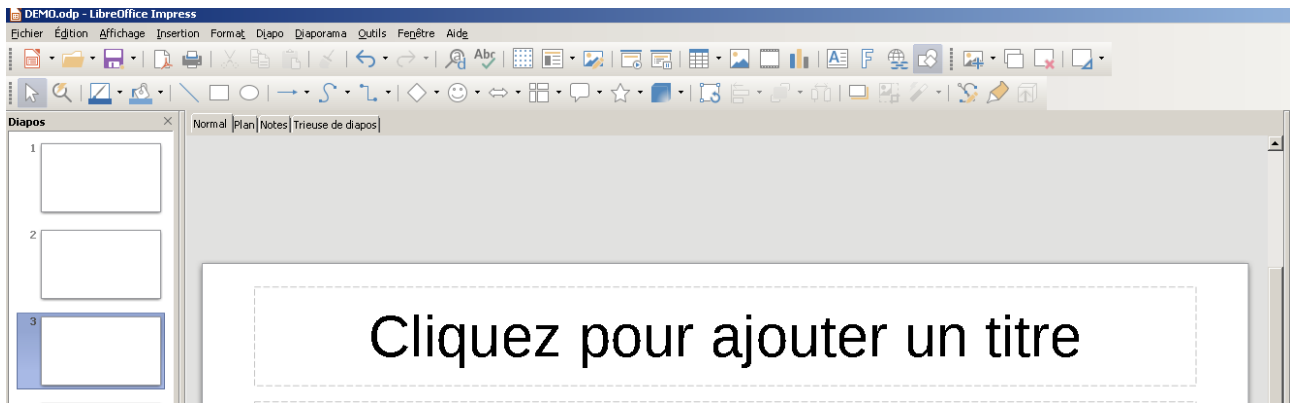 DEMO.odp - LibreOffice Impress
Fichier Édition Affichage Insertion Format Diapo Diaporama Outils Fenêtre Aide
Abc
A F
Diapos
Normal Plan Notes Trieuse de diapos
1
2
3
Cliquez pour ajouter un titre